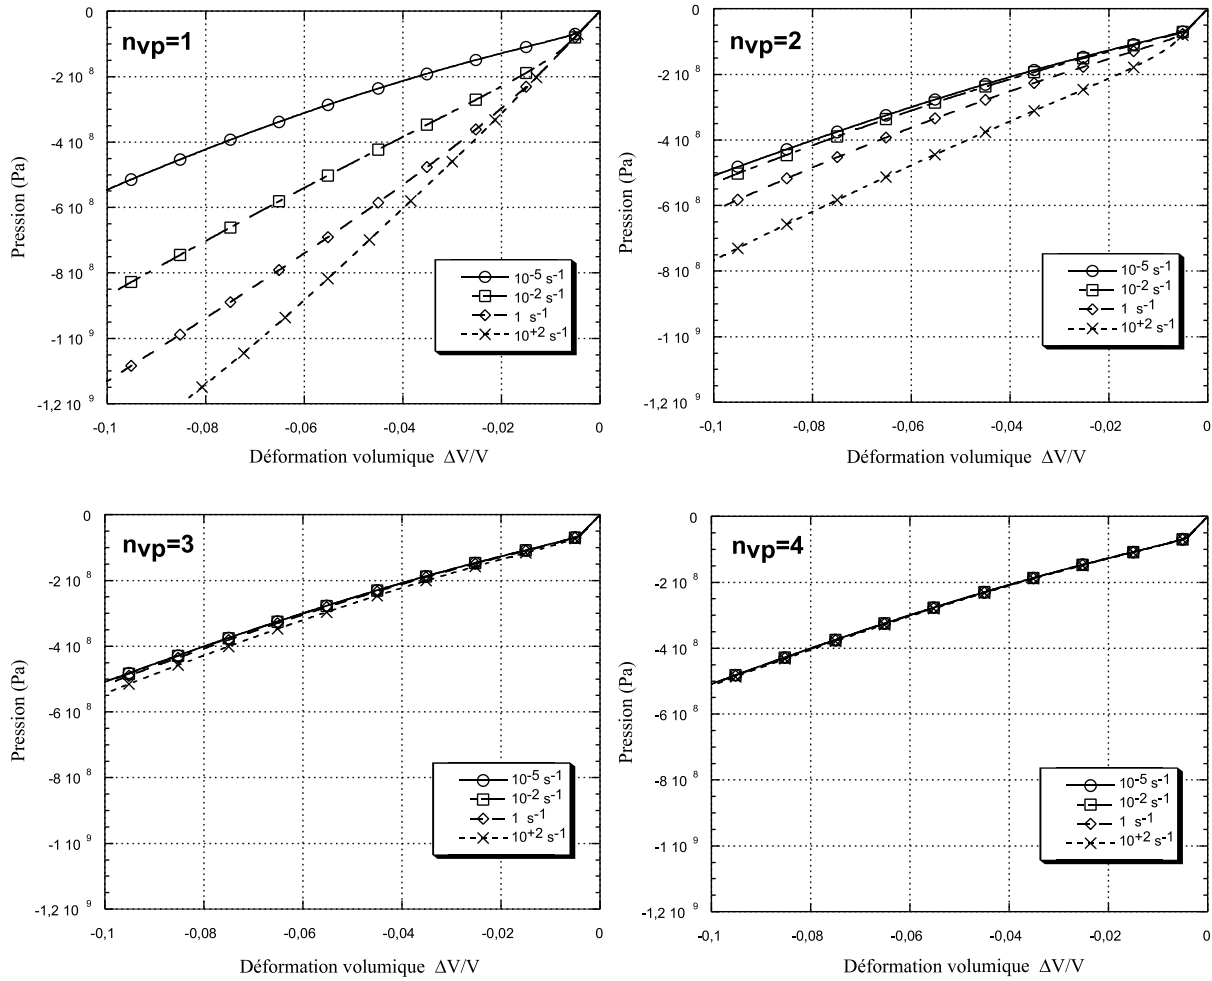 n_vp=1
0
-2 10 8
-4 10 8
-6 10 8
-8 10 8
-1 10 9
-1,2 10 9
Pression (Pa)
10-5 s-1
10-2 s-1
1 s-1
10+2 s-1
-0,1 -0,08 -0,06 -0,04 -0,02 0
Déformation volumique ΔV/V
n_vp=2
0
-2 10 8
-4 10 8
-6 10 8
-8 10 8
-1 10 9
-1,2 10 9
Pression (Pa)
10-5 s-1
10-2 s-1
1 s-1
10+2 s-1
-0,1 -0,08 -0,06 -0,04 -0,02 0
Déformation volumique ΔV/V
n_vp=3
0
-2 10 8
-4 10 8
-6 10 8
-8 10 8
-1 10 9
-1,2 10 9
Pression (Pa)
10-5 s-1
10-2 s-1
1 s-1
10+2 s-1
-0,1 -0,08 -0,06 -0,04 -0,02 0
Déformation volumique ΔV/V
n_vp=4
0
-2 10 8
-4 10 8
-6 10 8
-8 10 8
-1 10 9
-1,2 10 9
Pression (Pa)
10-5 s-1
10-2 s-1
1 s-1
10+2 s-1
-0,1 -0,08 -0,06 -0,04 -0,02 0
Déformation volumique ΔV/V